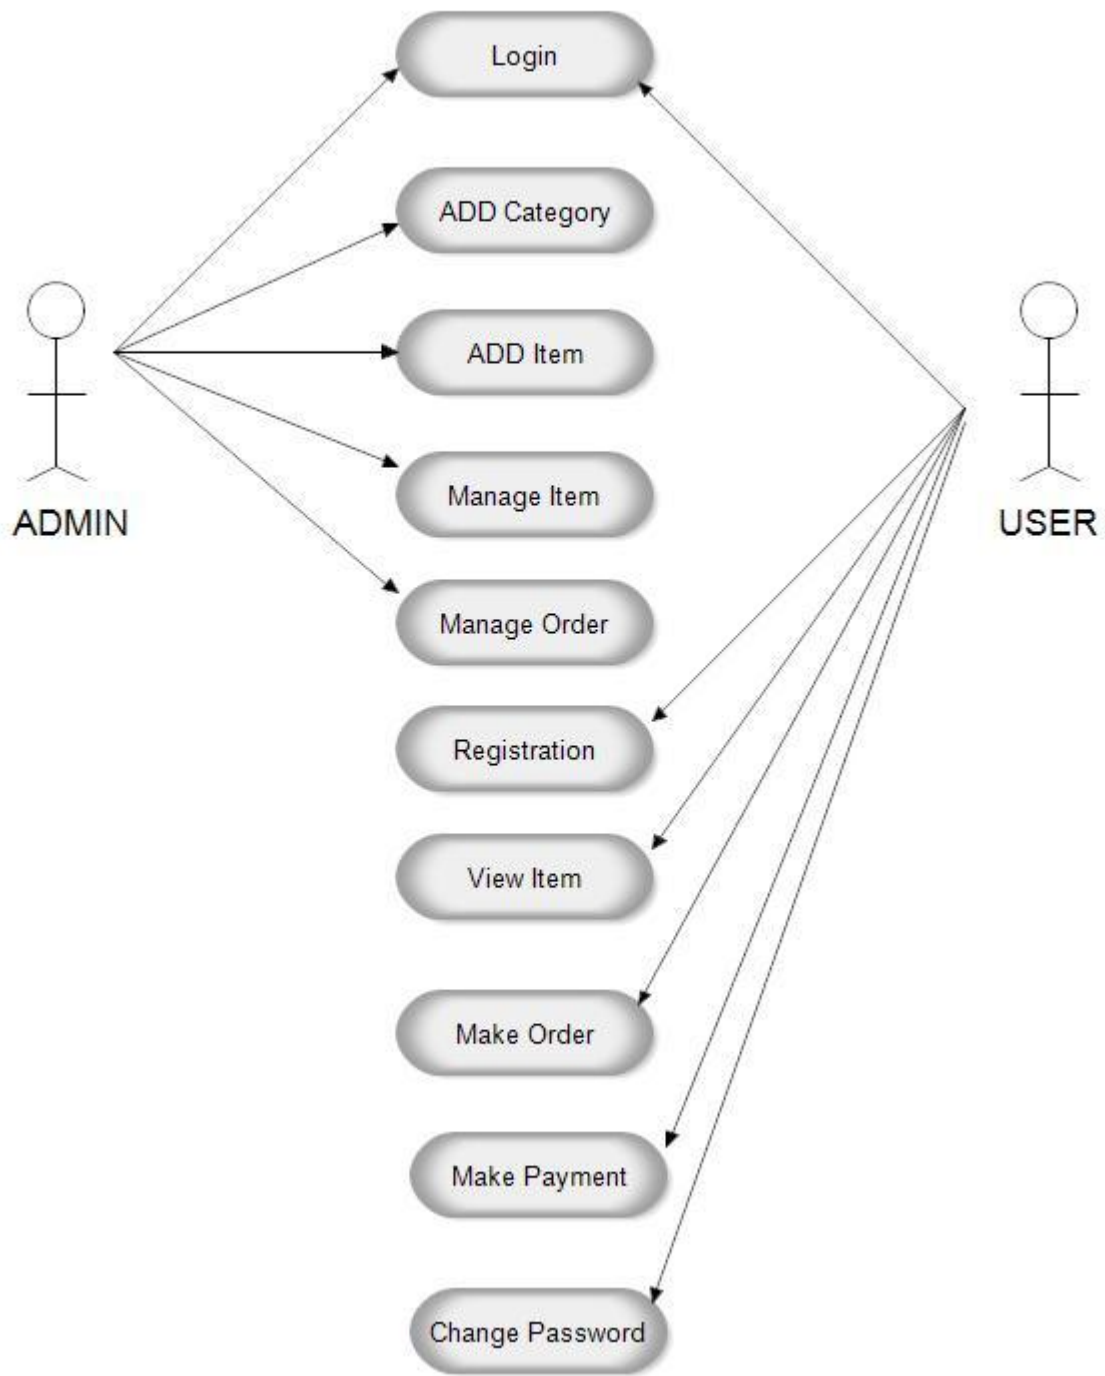 Login
ADD Category
ADD Item
Manage Item
ADMIN
USER
Manage Order
Registration
View Item
Make Order
Make Payment
Change Password